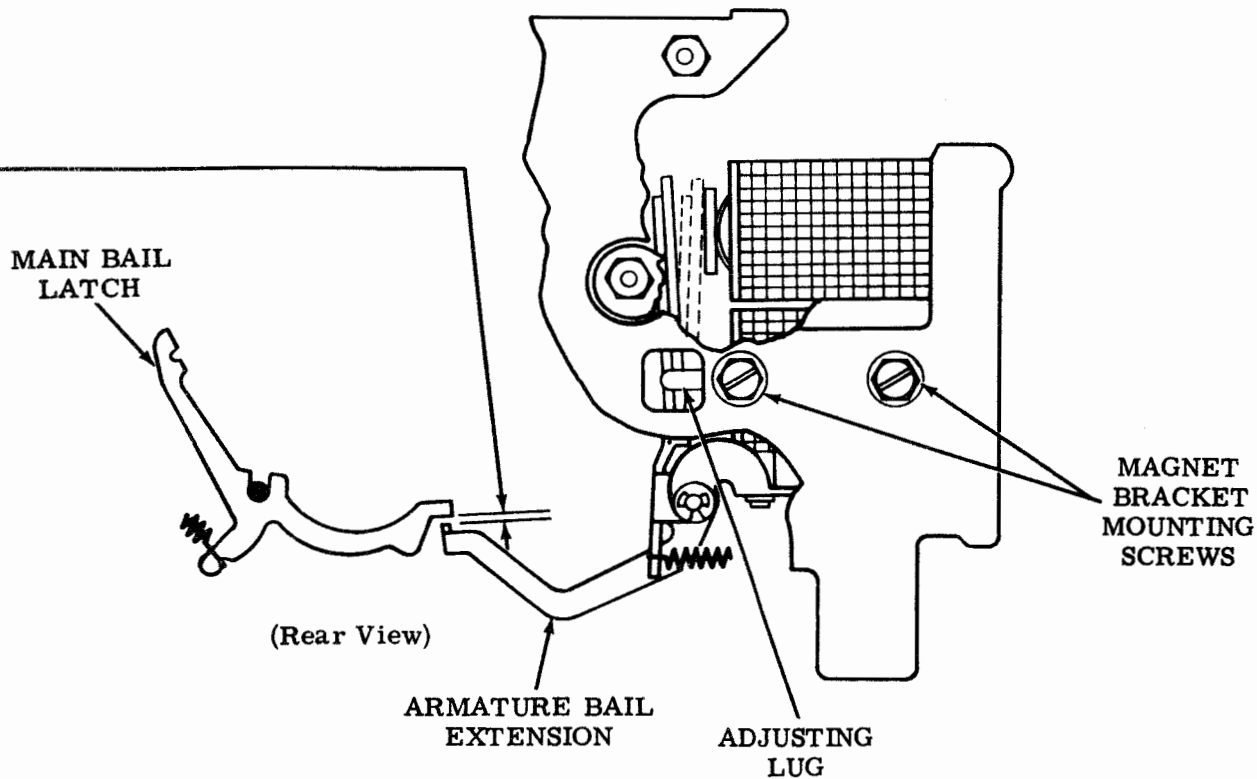 MAIN BAIL
LATCH
(Rear View)
ARMATURE BAIL
EXTENSION
ADJUSTING
LUG
MAGNET
BRACKET
MOUNTING
SCREWS